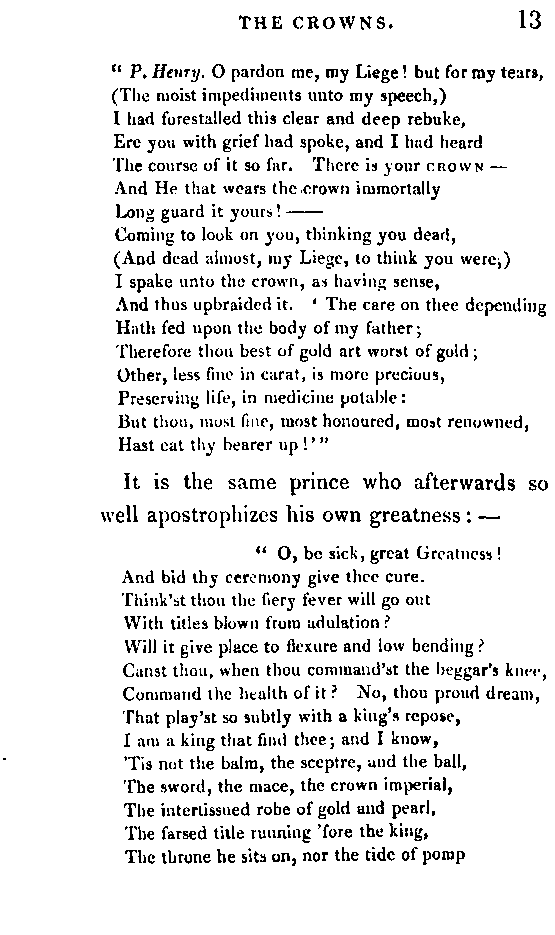 THE CROWNS. 13
“ P. Henry. O pardon me, my Liege! but for my tears,
(The moist impediments unto my speech,)
I had forestalled this clear and deep rebuke,
Ere you with grief had spoke, and I had heard
The course of it so far. There is your CROWN —
And He that wears the crown immortally
Long guard it yours! ——
Coming to look on you, thinking you dead,
(And dead almost, my Liege, to think you were,)
I spake unto the crown, as having sense,
And thus upbraided it. ‘ The care on thee depending
Hath fed upon the body of my father;
Therefore thou best of gold art worst of gold;
Other, less fine in carat, is more precious,
Preserving life, in medicine potable:
But thou, most fine, most honoured, most renowned,
Hast eat thy bearer up!’”
It is the same prince who afterwards so
well apostrophizes his own greatness: —
“ O, be sick, great Greatness!
And bid thy ceremony give thee cure.
Think'st thou the fiery fever will go out
With titles blown from adulation?
Will it give place to flexure and low bending?
Canst thou, when thou command'st the beggar's knee,
Command the health of it? No, thou proud dream,
That play'st so subtly with a king's repose,
I am a king that find thee; and I know,
'Tis not the balm, the sceptre, and the ball,
The sword, the mace, the crown imperial,
The intertissued robe of gold and pearl,
The farsed title running 'fore the king,
The throne he sits on, nor the tide of pomp